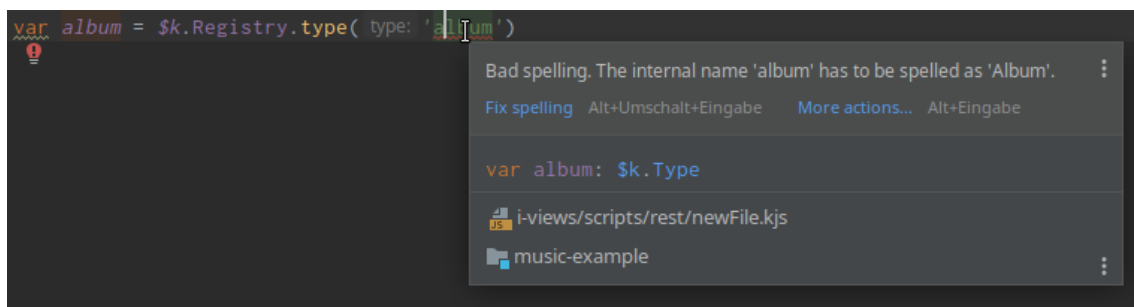 var album = $k.Registry.type( type: 'album')
Bad spelling. The internal name 'album' has to be spelled as 'Album'.
Fix spelling Alt+Umschalt+Eingabe More actions... Alt+Eingabe
var album: $k.Type
JS i-views/scripts/rest/newFile.kjs
music-example